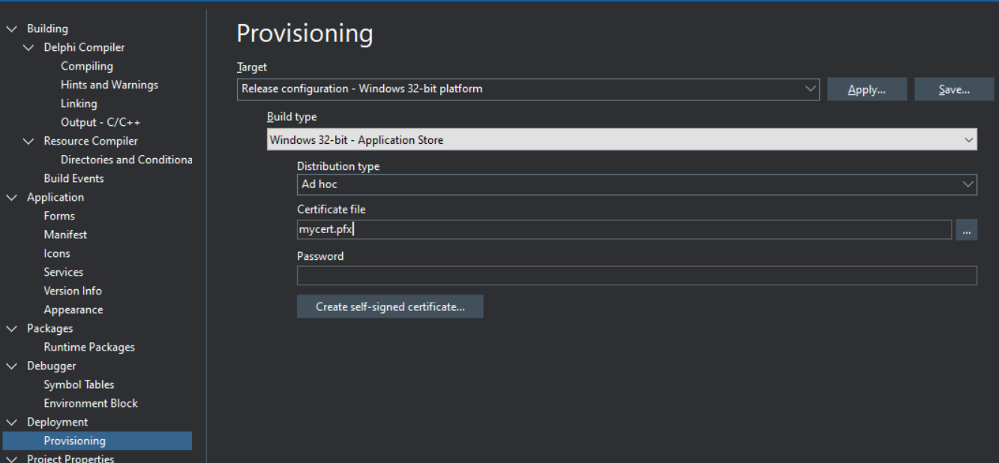 Building
Delphi Compiler
Compiling
Hints and Warnings
Linking
Output - C/C++
Resource Compiler
Directories and Conditiona
Build Events
Application
Forms
Manifest
Icons
Services
Version Info
Appearance
Packages
Runtime Packages
Debugger
Symbol Tables
Environment Block
Deployment
Provisioning
Project Properties
Provisioning
Target
Release configuration - Windows 32-bit platform
Apply...
Save...
Build type
Windows 32-bit - Application Store
Distribution type
Ad hoc
Certificate file
mycert.pfx
...
Password
Create self-signed certificate...